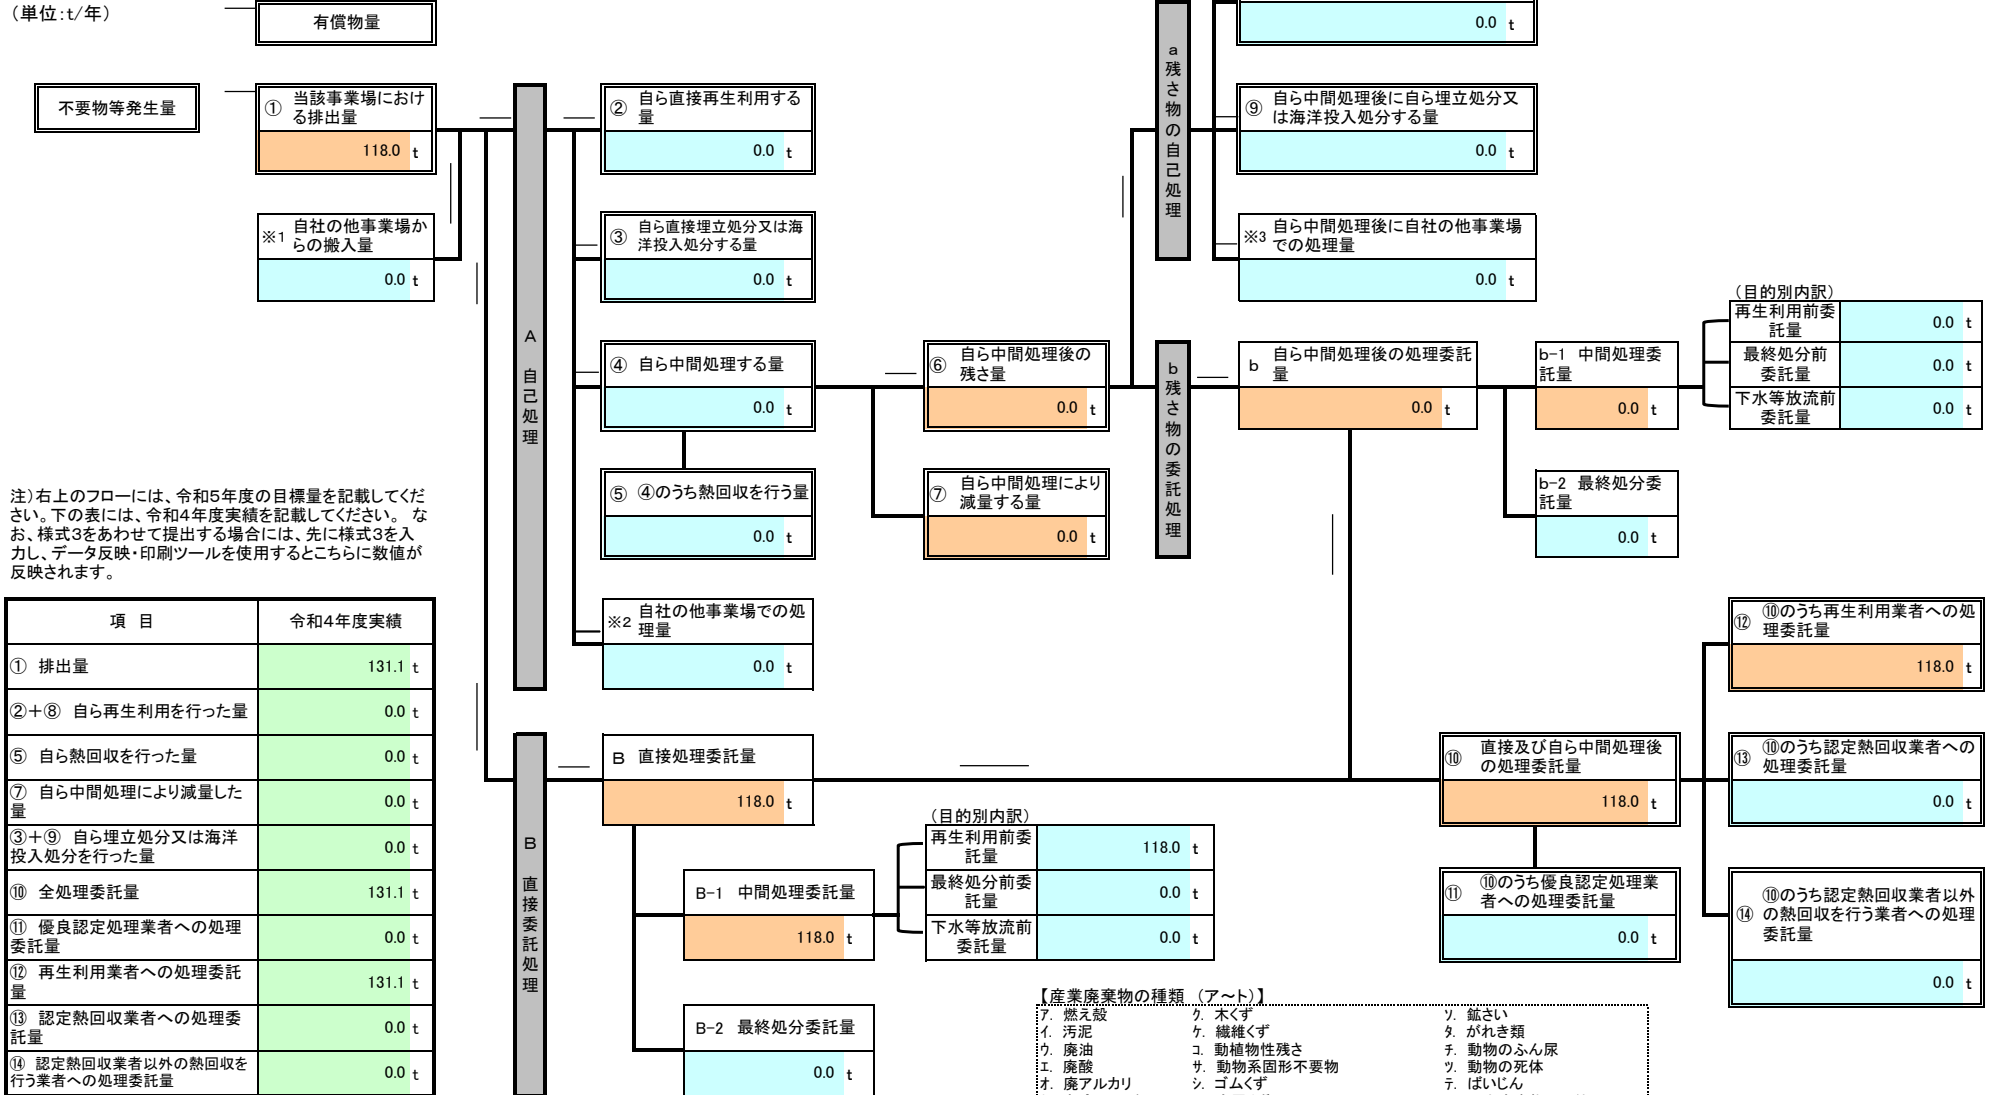 （単位:t/年）
有償物量
0.0 t
不要物等発生量
① 当該事業場におけ
る排出量
118.0 t
※1 自社の他事業場か
らの搬入量
0.0 t
A 自己処理
② 自ら直接再生利用する
量
0.0 t
③ 自ら直接埋立処分又は海
洋投入処分する量
0.0 t
④ 自ら中間処理する量
0.0 t
⑤ ④のうち熱回収を行う量
0.0 t
※2 自社の他事業場での処
理量
0.0 t
⑥ 自ら中間処理後の
残さ量
0.0 t
⑦ 自ら中間処理により
減量する量
0.0 t
a残さ物の自己処理
⑨ 自ら中間処理後に自ら埋立処分又
は海洋投入処分する量
0.0 t
※3 自ら中間処理後に自社の他事業場
での処理量
0.0 t
b残さ物の委託処理
b 自ら中間処理後の処理委託
量
0.0 t
b-1 中間処理委
託量
0.0 t
b-2 最終処分委
託量
0.0 t
（目的別内訳）
再生利用前委
託量
0.0 t
最終処分前
委託量
0.0 t
下水等放流前
委託量
0.0 t
注）右上のフローには、令和5年度の目標量を記載してくだ
さい。下の表には、令和4年度実績を記載してください。 な
お、様式3をあわせて提出する場合には、先に様式3を入
力し、データ反映・印刷ツールを使用するとこちらに数値が
反映されます。
項 目 令和4年度実績
① 排出量 131.1 t
②＋⑧ 自ら再生利用を行った量 0.0 t
⑤ 自ら熱回収を行った量 0.0 t
⑦ 自ら中間処理により減量した
量 0.0 t
③＋⑨ 自ら埋立処分又は海洋
投入処分を行った量 0.0 t
⑩ 全処理委託量 131.1 t
⑪ 優良認定処理業者への処理
委託量 0.0 t
⑫ 再生利用業者への処理委託
量 131.1 t
⑬ 認定熱回収業者への処理委
託量 0.0 t
⑭ 認定熱回収業者以外の熱回収を
行う業者への処理委託量 0.0 t
B 直接委託処理
B 直接処理委託量
118.0 t
B-1 中間処理委託量
118.0 t
B-2 最終処分委託量
0.0 t
（目的別内訳）
再生利用前委
託量
118.0 t
最終処分前委
託量
0.0 t
下水等放流前
委託量
0.0 t
⑩ 直接及び自ら中間処理後
の処理委託量
118.0 t
⑪ ⑩のうち優良認定処理業
者への処理委託量
0.0 t
⑫ ⑩のうち再生利用業者への処
理委託量
118.0 t
⑬ ⑩のうち認定熱回収業者への
処理委託量
0.0 t
⑭ ⑩のうち認定熱回収業者以外
の熱回収を行う業者への処理
委託量
0.0 t
【産業廃棄物の種類 （ア～ト）】
ア. 燃え殻 ク. 木くず ソ. 鉱さい
イ. 汚泥 ケ. 繊維くず タ. がれき類
ウ. 廃油 コ. 動植物性残さ チ. 動物のふん尿
エ. 廃酸 サ. 動物系固形不要物 ツ. 動物の死体
オ. 廃アルカリ シ. ゴムくず テ. ばいじん